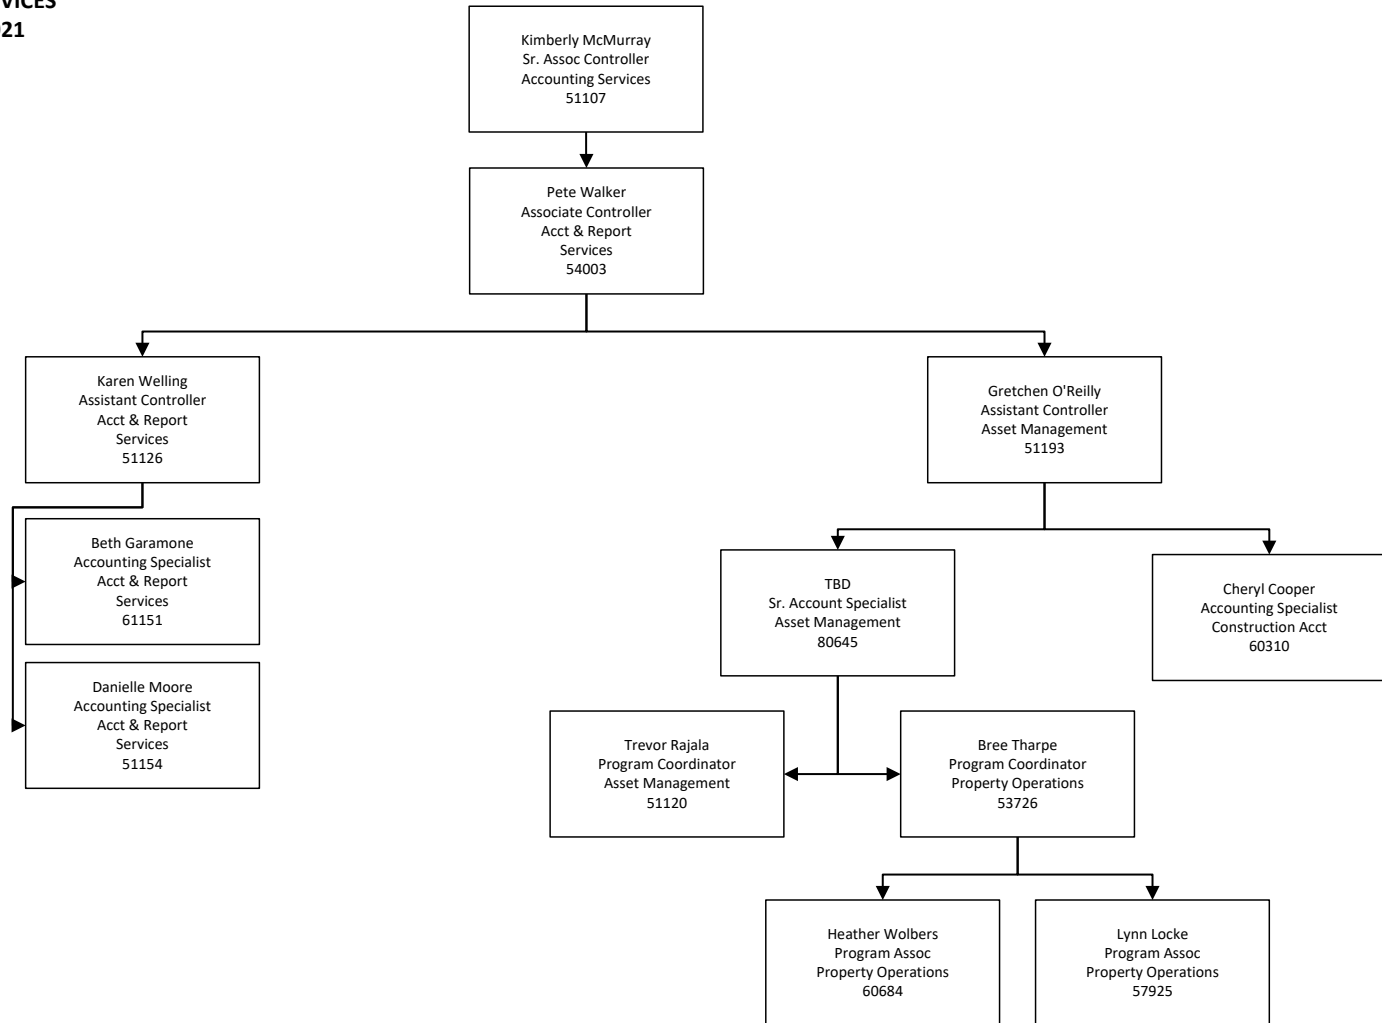 Kimberly McMurray
Sr. Assoc Controller
Accounting Services
51107
Pete Walker
Associate Controller
Acct & Report
Services
54003
Karen Welling
Assistant Controller
Acct & Report
Services
51126
Gretchen O'Reilly
Assistant Controller
Asset Management
51193
Beth Garamone
Accounting Specialist
Acct & Report
Services
61151
Danielle Moore
Accounting Specialist
Acct & Report
Services
51154
TBD
Sr. Account Specialist
Asset Management
80645
Cheryl Cooper
Accounting Specialist
Construction Acct
60310
Trevor Rajala
Program Coordinator
Asset Management
51120
Bree Tharpe
Program Coordinator
Property Operations
53726
Heather Wolbers
Program Assoc
Property Operations
60684
Lynn Locke
Program Assoc
Property Operations
57925